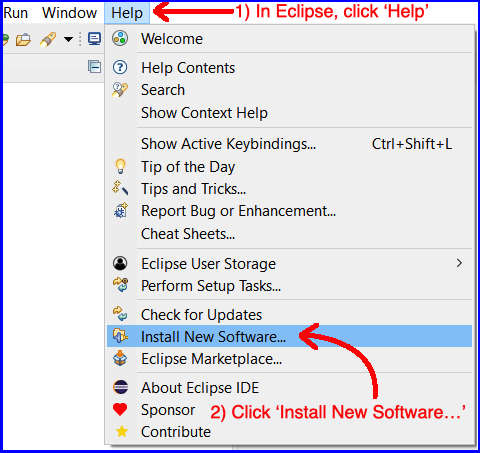 Run Window Help 1) In Eclipse, click ‘Help’
Welcome
Help Contents
Search
Show Context Help
Show Active Keybindings... Ctrl+Shift+L
Tip of the Day
Tips and Tricks...
Report Bug or Enhancement...
Cheat Sheets...
Eclipse User Storage
Perform Setup Tasks...
Check for Updates
Install New Software...
Eclipse Marketplace...
About Eclipse IDE
Sponsor 2) Click ‘Install New Software…’
Contribute